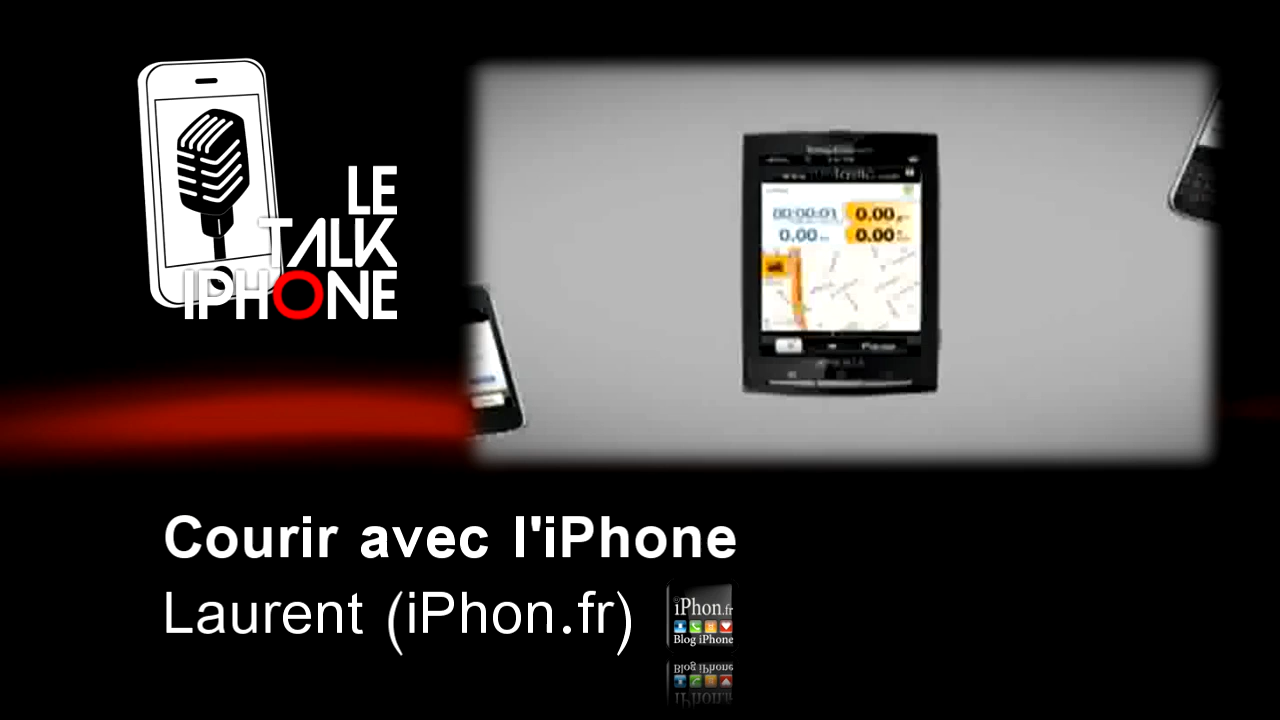 LE
TALK
IPHONE
00:00:01
0.00
0.00
0.00
Courir avec l'iPhone
Laurent (iPhon.fr)
iPhon.fr
Blog iPhone